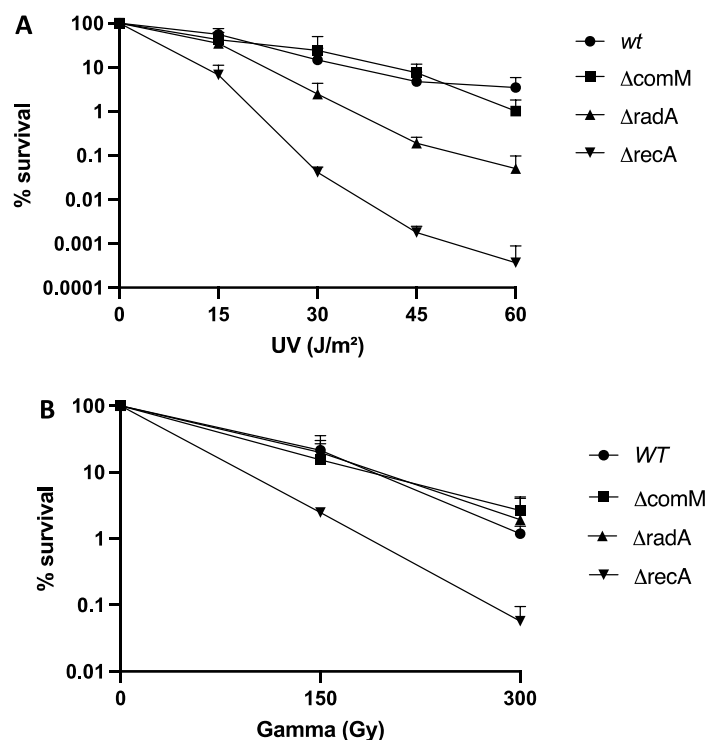 A
% survival
100
10
1
0.1
0.01
0.001
0.0001
0
15
30
45
60
UV (J/m²)
wt
ΔcomM
ΔradA
ΔrecA
B
% survival
100
10
1
0.1
0.01
0
150
300
Gamma (Gy)
WT
ΔcomM
ΔradA
ΔrecA